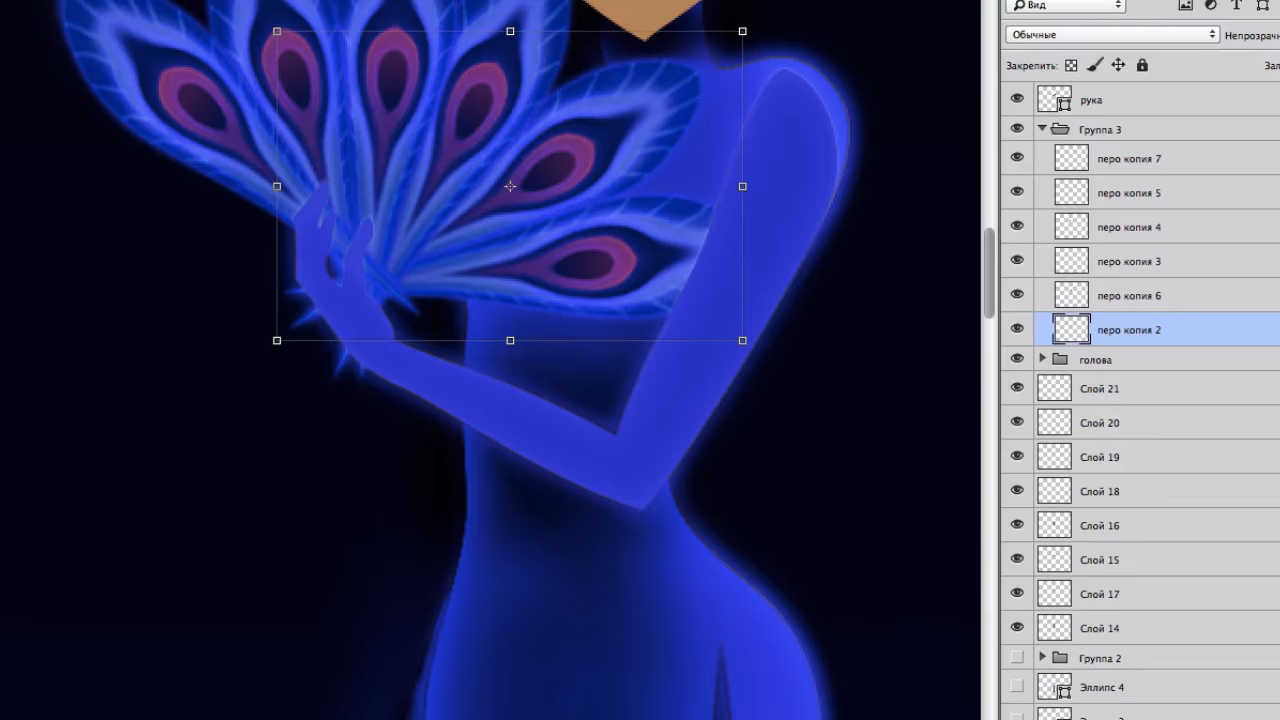 Вид
Обычные
Непрозрачн
Закрепить:
Зал
рука
Группа 3
перо копия 7
перо копия 5
перо копия 4
перо копия 3
перо копия 6
перо копия 2
голова
Слой 21
Слой 20
Слой 19
Слой 18
Слой 16
Слой 15
Слой 17
Слой 14
Группа 2
Эллипс 4